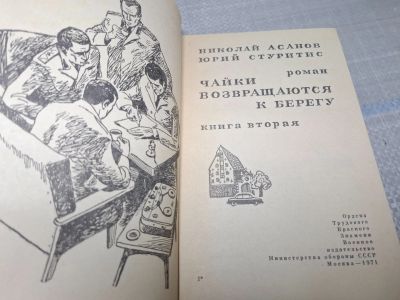 НИКОЛАЙ АСАНОВ
ЮРИЙ СТУРИТИС
роман
ЧАЙКИ
ВОЗВРАЩАЮТСЯ
К БЕРЕГУ
книга вторая
Ордена
Трудового
Красного
Знамени
Военное
издательство
Министерства обороны СССР
Москва—1971